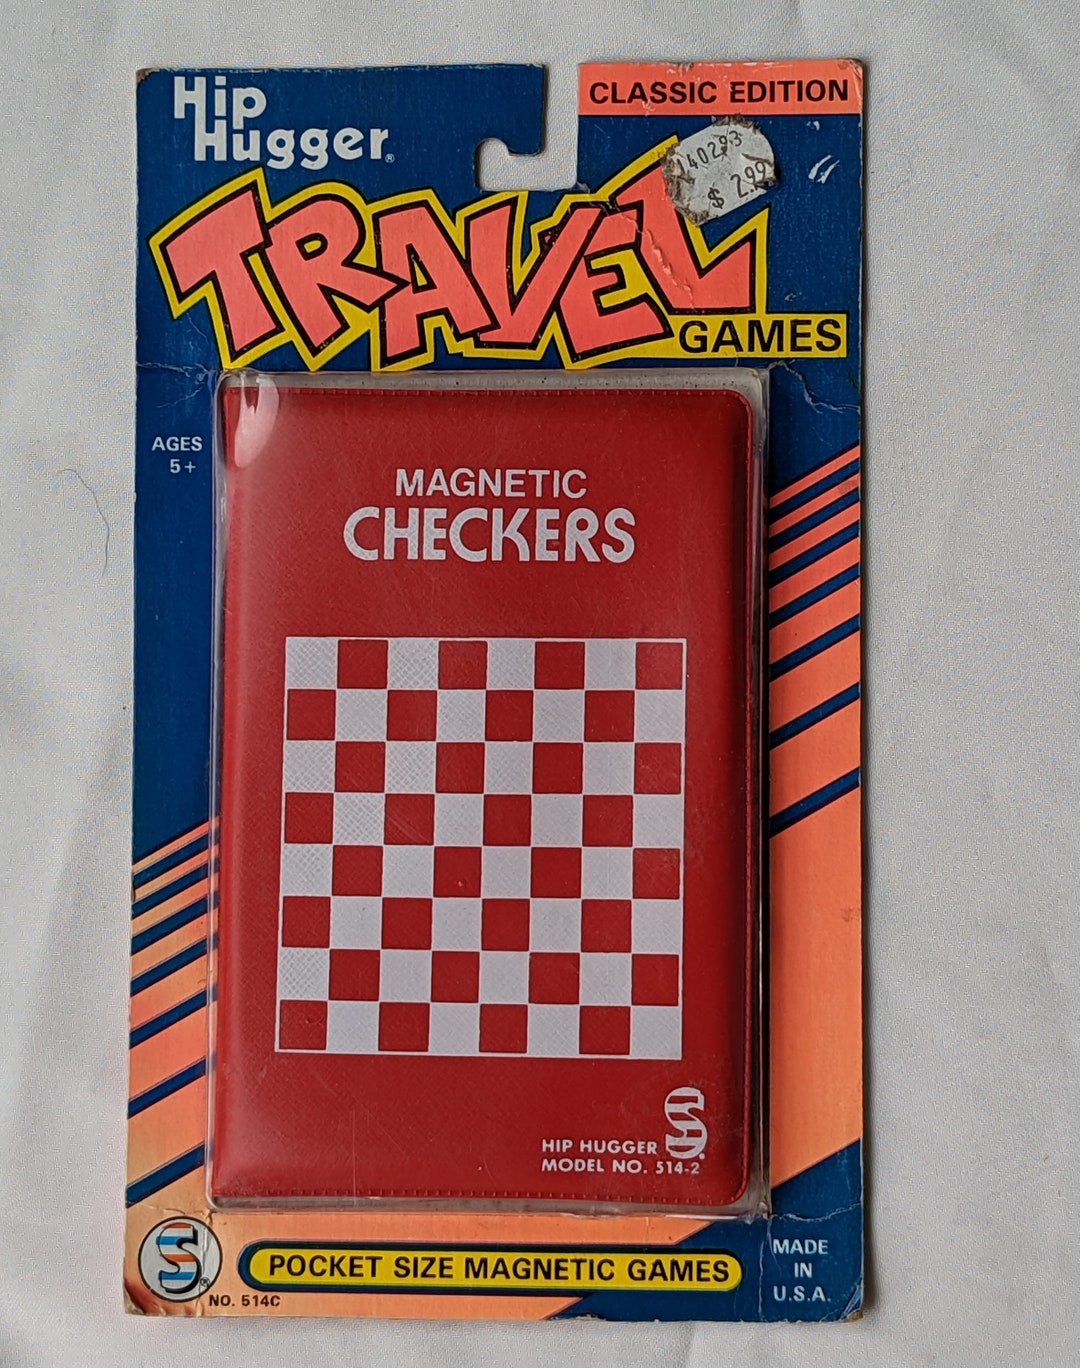 Hip
Hugger®
CLASSIC EDITION
40293
$ 2.99
TRAVEL
GAMES
AGES
5+
MAGNETIC
CHECKERS
HIP HUGGER
MODEL NO. 514-2
S
S®
NO. 514C
POCKET SIZE MAGNETIC GAMES
MADE
IN
U.S.A.